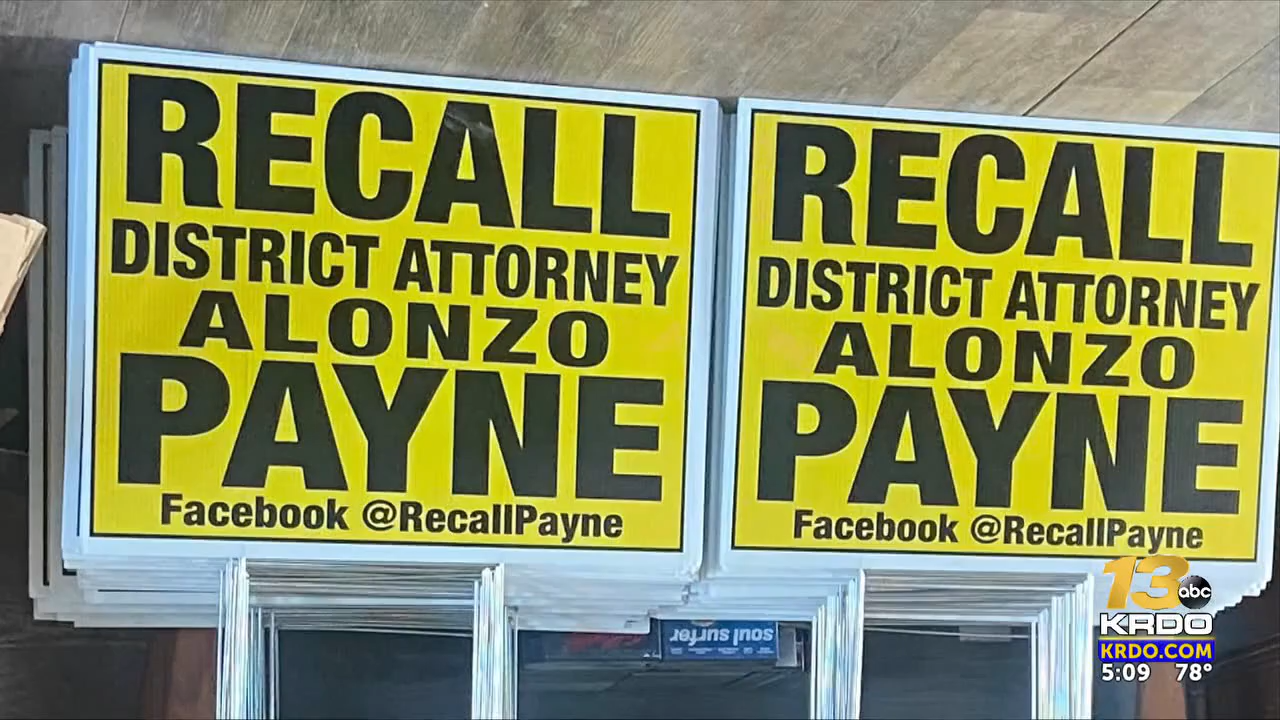 RECALL
DISTRICT ATTORNEY
ALONZO
PAYNE
Facebook @RecallPayne
RECALL
DISTRICT ATTORNEY
ALONZO
PAYNE
Facebook @RecallPayne
soul surfer
13 abc
KRDO
KRDO.COM
5:09 78°